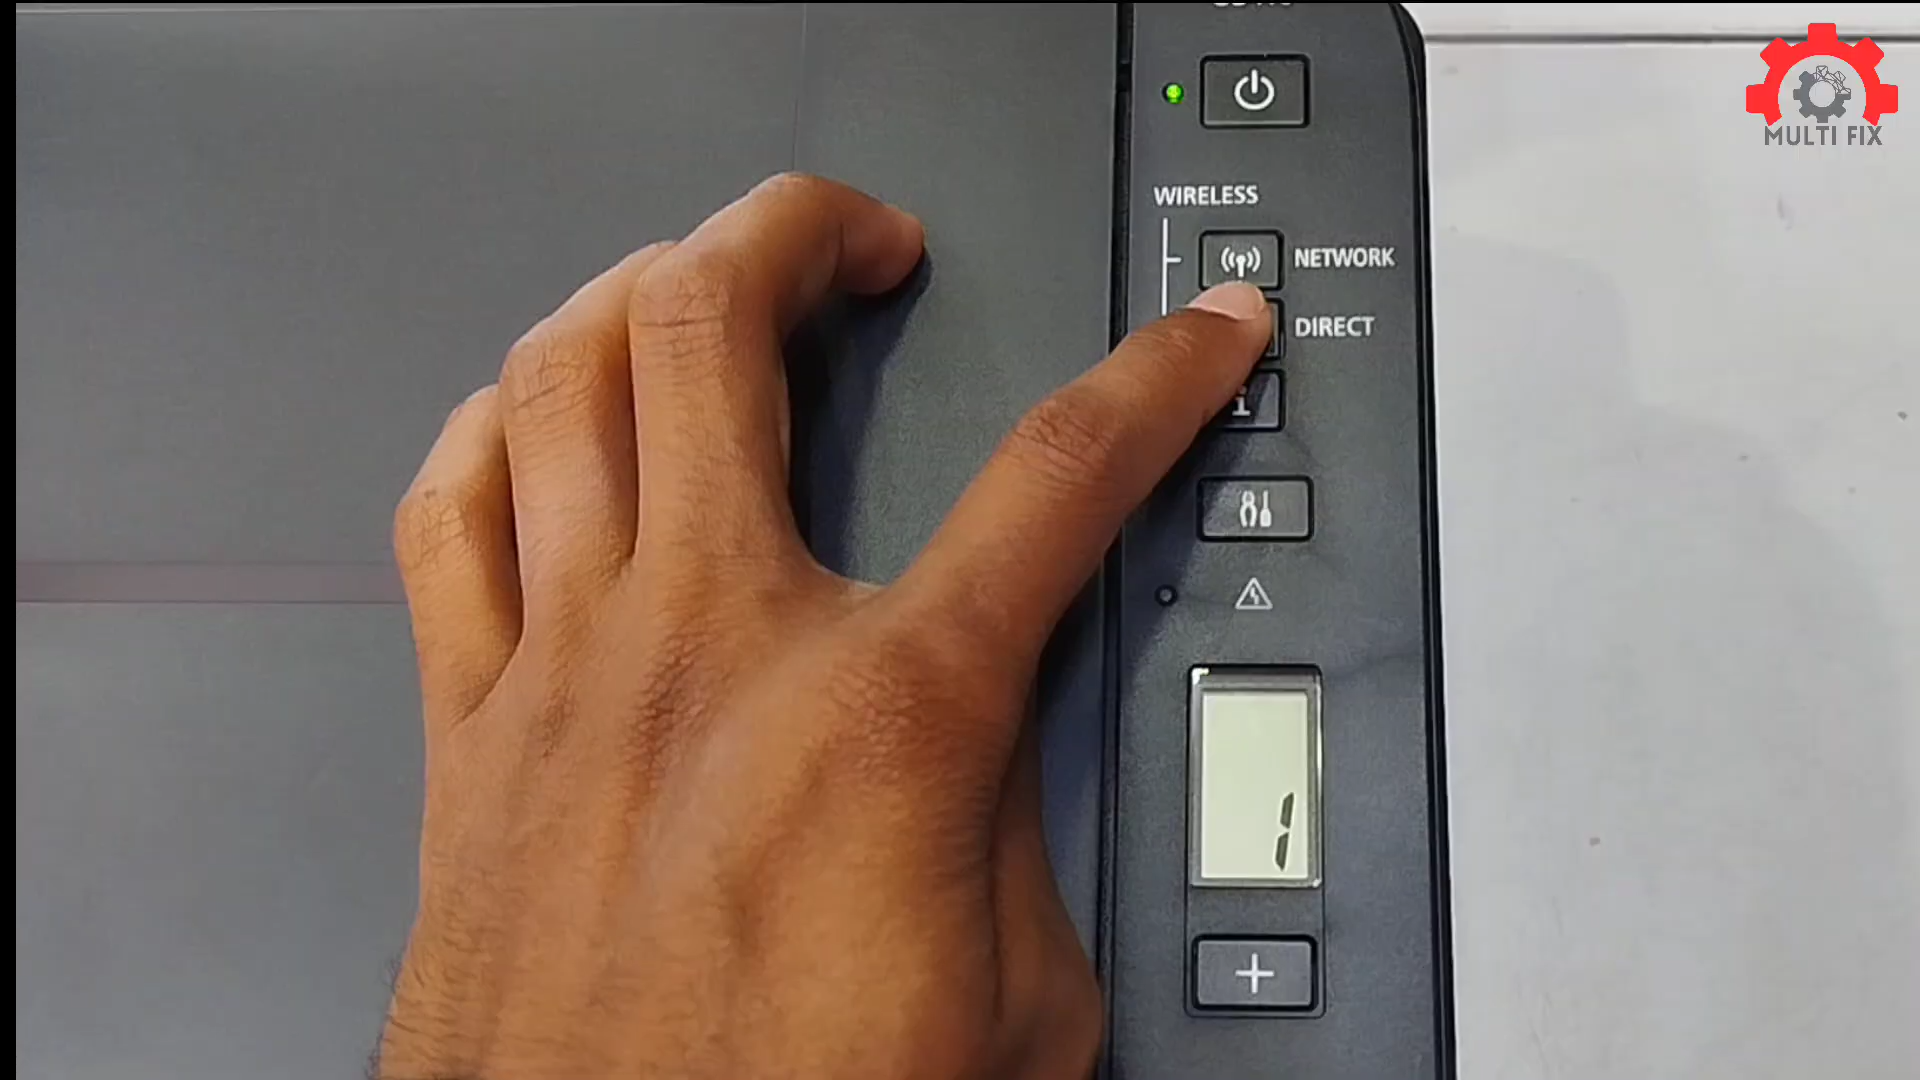 MULTI FIX
WIRELESS
NETWORK
DIRECT
i
1
+